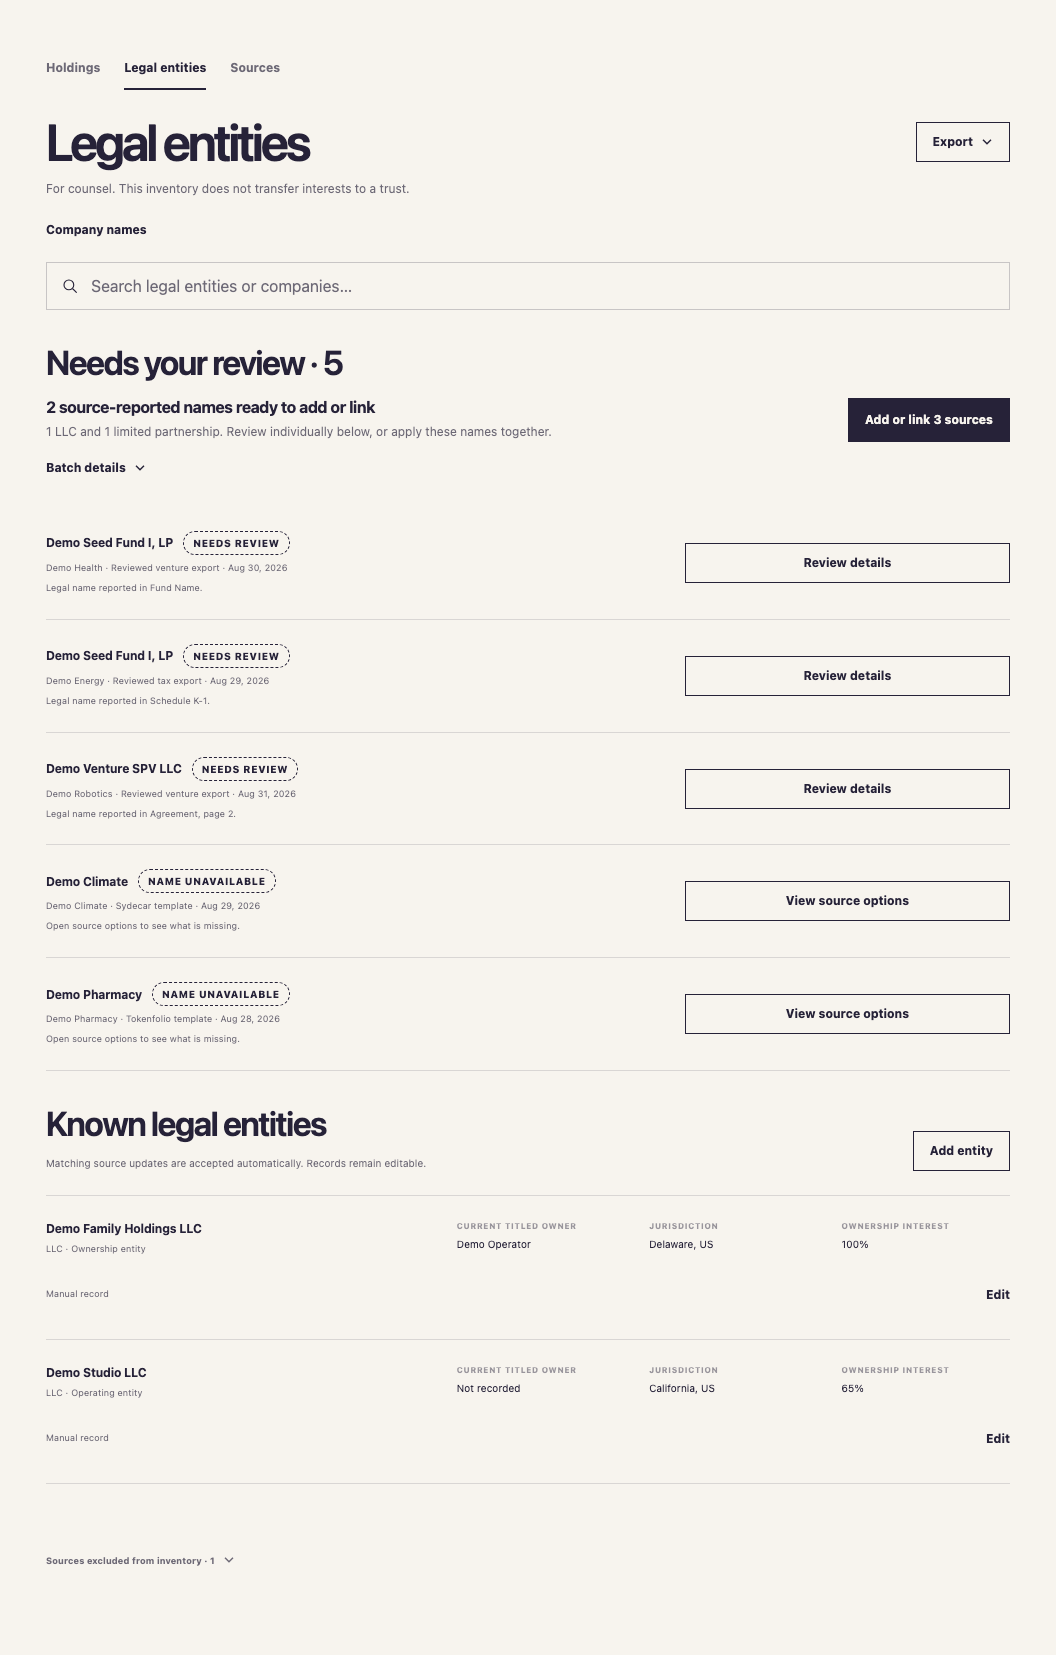 Holdings Legal entities Sources
Legal entities
Export
For counsel. This inventory does not transfer interests to a trust.
Company names
Search legal entities or companies...
Needs your review · 5
2 source-reported names ready to add or link
1 LLC and 1 limited partnership. Review individually below, or apply these names together.
Add or link 3 sources
Batch details
Demo Seed Fund I, LP NEEDS REVIEW
Demo Health · Reviewed venture export · Aug 30, 2026
Legal name reported in Fund Name.
Review details
Demo Seed Fund I, LP NEEDS REVIEW
Demo Energy · Reviewed tax export · Aug 29, 2026
Legal name reported in Schedule K-1.
Review details
Demo Venture SPV LLC NEEDS REVIEW
Demo Robotics · Reviewed venture export · Aug 31, 2026
Legal name reported in Agreement, page 2.
Review details
Demo Climate NAME UNAVAILABLE
Demo Climate · Sydecar template · Aug 29, 2026
Open source options to see what is missing.
View source options
Demo Pharmacy NAME UNAVAILABLE
Demo Pharmacy · Tokenfolio template · Aug 28, 2026
Open source options to see what is missing.
View source options
Known legal entities
Matching source updates are accepted automatically. Records remain editable.
Add entity
Demo Family Holdings LLC
LLC · Ownership entity
CURRENT TITLED OWNER
Demo Operator
JURISDICTION
Delaware, US
OWNERSHIP INTEREST
100%
Manual record
Edit
Demo Studio LLC
LLC · Operating entity
CURRENT TITLED OWNER
Not recorded
JURISDICTION
California, US
OWNERSHIP INTEREST
65%
Manual record
Edit
Sources excluded from inventory · 1